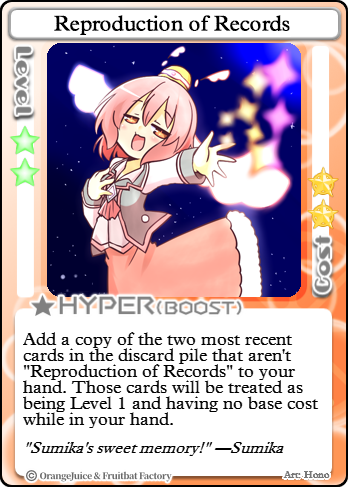 Reproduction of Records
Level
Cost
HYPER(BOOST)
Add a copy of the two most recent
cards in the discard pile that aren't
"Reproduction of Records" to your
hand. Those cards will be treated as
being Level 1 and having no base cost
while in your hand.
"Sumika's sweet memory!" —Sumika
© OrangeJuice & Fruitbat Factory
Art: Hono